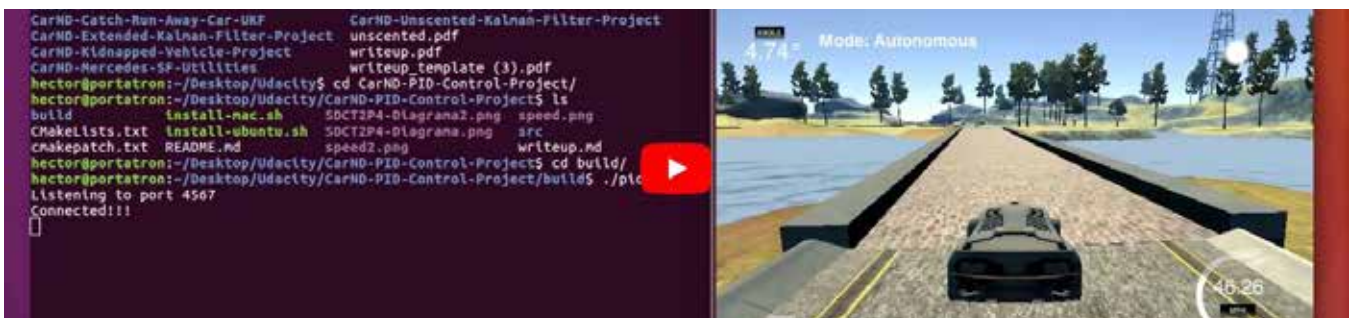 CarND-Catch-Run-Away-Car-UKF CarND-Unscented-Kalman-Filter-Project
CarND-Extended-Kalman-Filter-Project unscented.pdf
CarND-Kidnapped-Vehicle-Project writeup.pdf
CarND-Mercedes-SF-Utilities writeup_template (3).pdf
hector@portatron:~/Desktop/Udacity$ cd CarND-PID-Control-Project/
hector@portatron:~/Desktop/Udacity/CarND-PID-Control-Project$ ls
build install-mac.sh SDCT2P4-Diagrama2.png speed.png
CMakeLists.txt install-ubuntu.sh SDCT2P4-Diagrama.png src
cmakepatch.txt README.md speed2.png writeup.md
hector@portatron:~/Desktop/Udacity/CarND-PID-Control-Project$ cd build/
hector@portatron:~/Desktop/Udacity/CarND-PID-Control-Project/build$ ./pid
Listening to port 4567
Connected!!!
ANGLE
4.74°
Mode: Autonomous
46.26
MPH